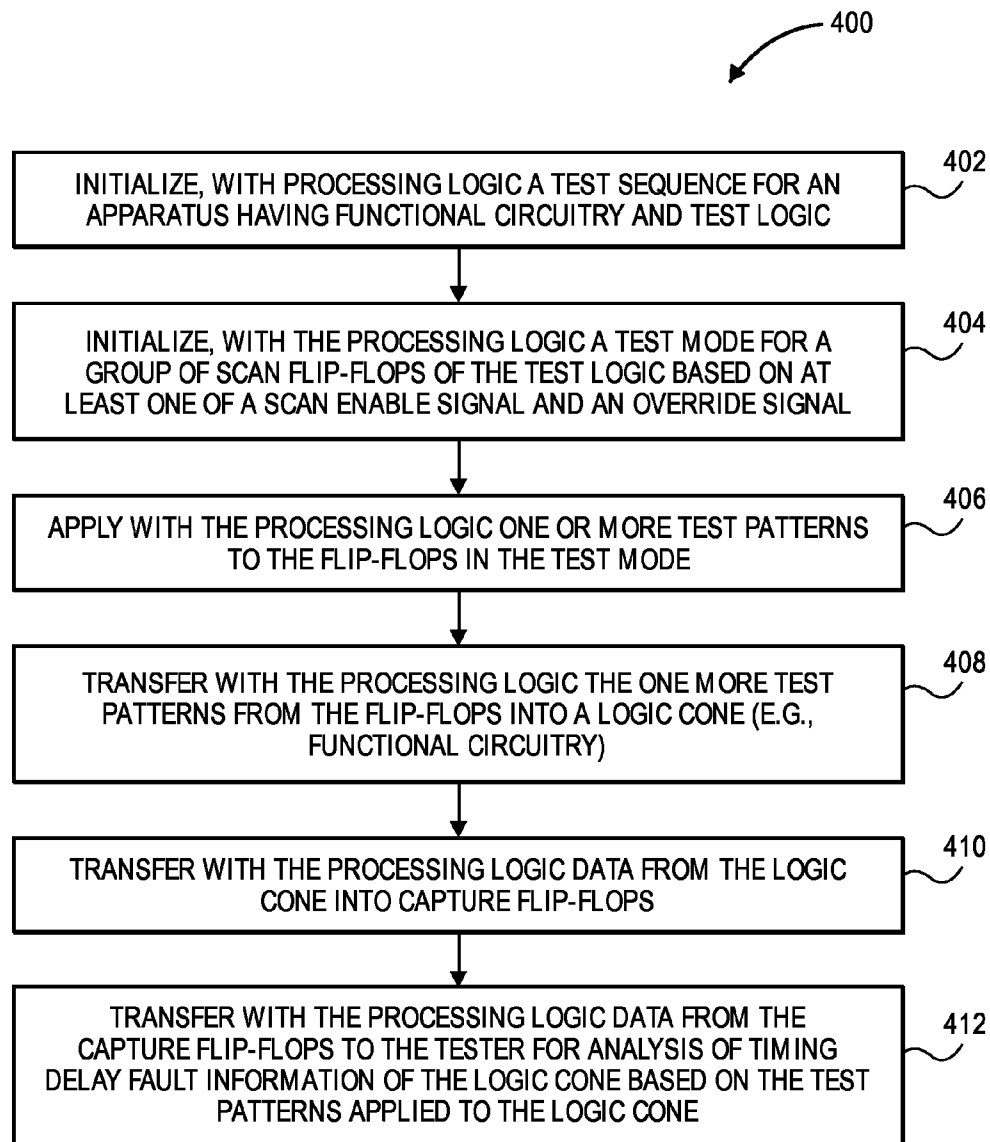 400
402
INITIALIZE, WITH PROCESSING LOGIC A TEST SEQUENCE FOR AN
APPARATUS HAVING FUNCTIONAL CIRCUITRY AND TEST LOGIC
404
INITIALIZE, WITH THE PROCESSING LOGIC A TEST MODE FOR A
GROUP OF SCAN FLIP-FLOPS OF THE TEST LOGIC BASED ON AT
LEAST ONE OF A SCAN ENABLE SIGNAL AND AN OVERRIDE SIGNAL
406
APPLY WITH THE PROCESSING LOGIC ONE OR MORE TEST PATTERNS
TO THE FLIP-FLOPS IN THE TEST MODE
408
TRANSFER WITH THE PROCESSING LOGIC THE ONE MORE TEST
PATTERNS FROM THE FLIP-FLOPS INTO A LOGIC CONE (E.G.,
FUNCTIONAL CIRCUITRY)
410
TRANSFER WITH THE PROCESSING LOGIC DATA FROM THE LOGIC
CONE INTO CAPTURE FLIP-FLOPS
412
TRANSFER WITH THE PROCESSING LOGIC DATA FROM THE
CAPTURE FLIP-FLOPS TO THE TESTER FOR ANALYSIS OF TIMING
DELAY FAULT INFORMATION OF THE LOGIC CONE BASED ON THE TEST
PATTERNS APPLIED TO THE LOGIC CONE